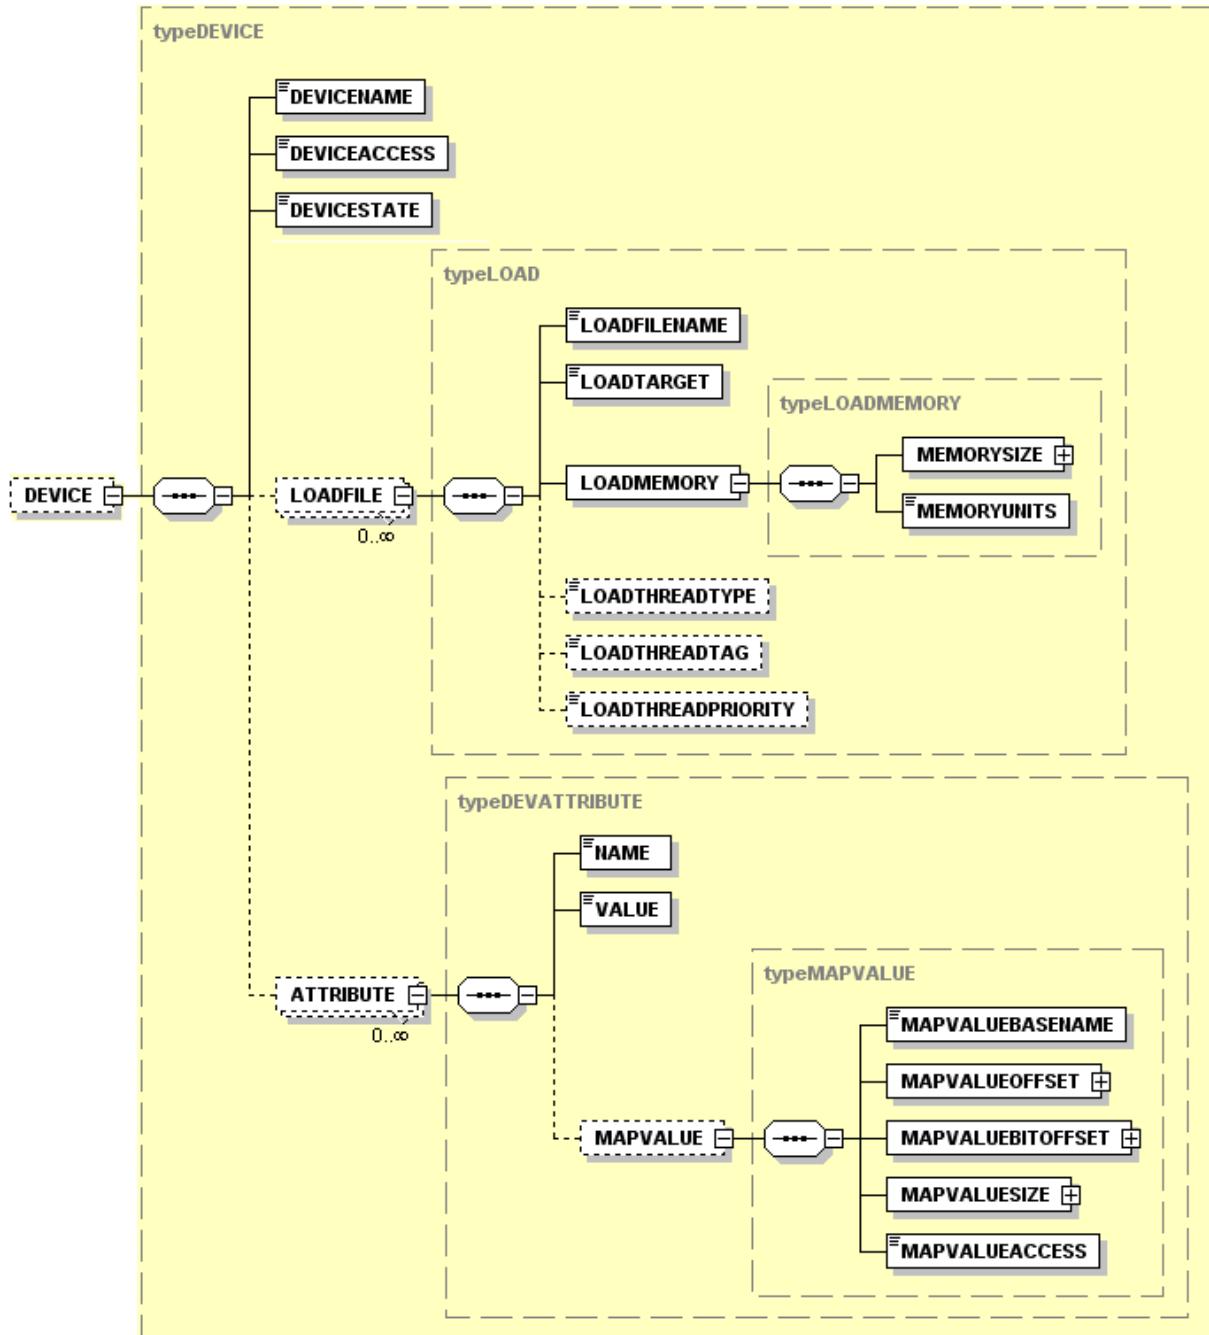 typeDEVICE
DEVICENAME
DEVICEACCESS
DEVICESTATE
typeLOAD
LOADFILENAME
LOADTARGET
typeLOADMEMORY
MEMORYSIZE
DEVICE
LOADFILE
0..∞
LOADMEMORY
MEMORYUNITS
LOADTHREADTYPE
LOADTHREADTAG
LOADTHREADPRIORITY
typeDEVATTRIBUTE
NAME
VALUE
ATTRIBUTE
0..∞
typeMAPVALUE
MAPVALUEBASENAME
MAPVALUEOFFSET
MAPVALUE
MAPVALUEBITOFFSET
MAPVALUESIZE
MAPVALUEACCESS